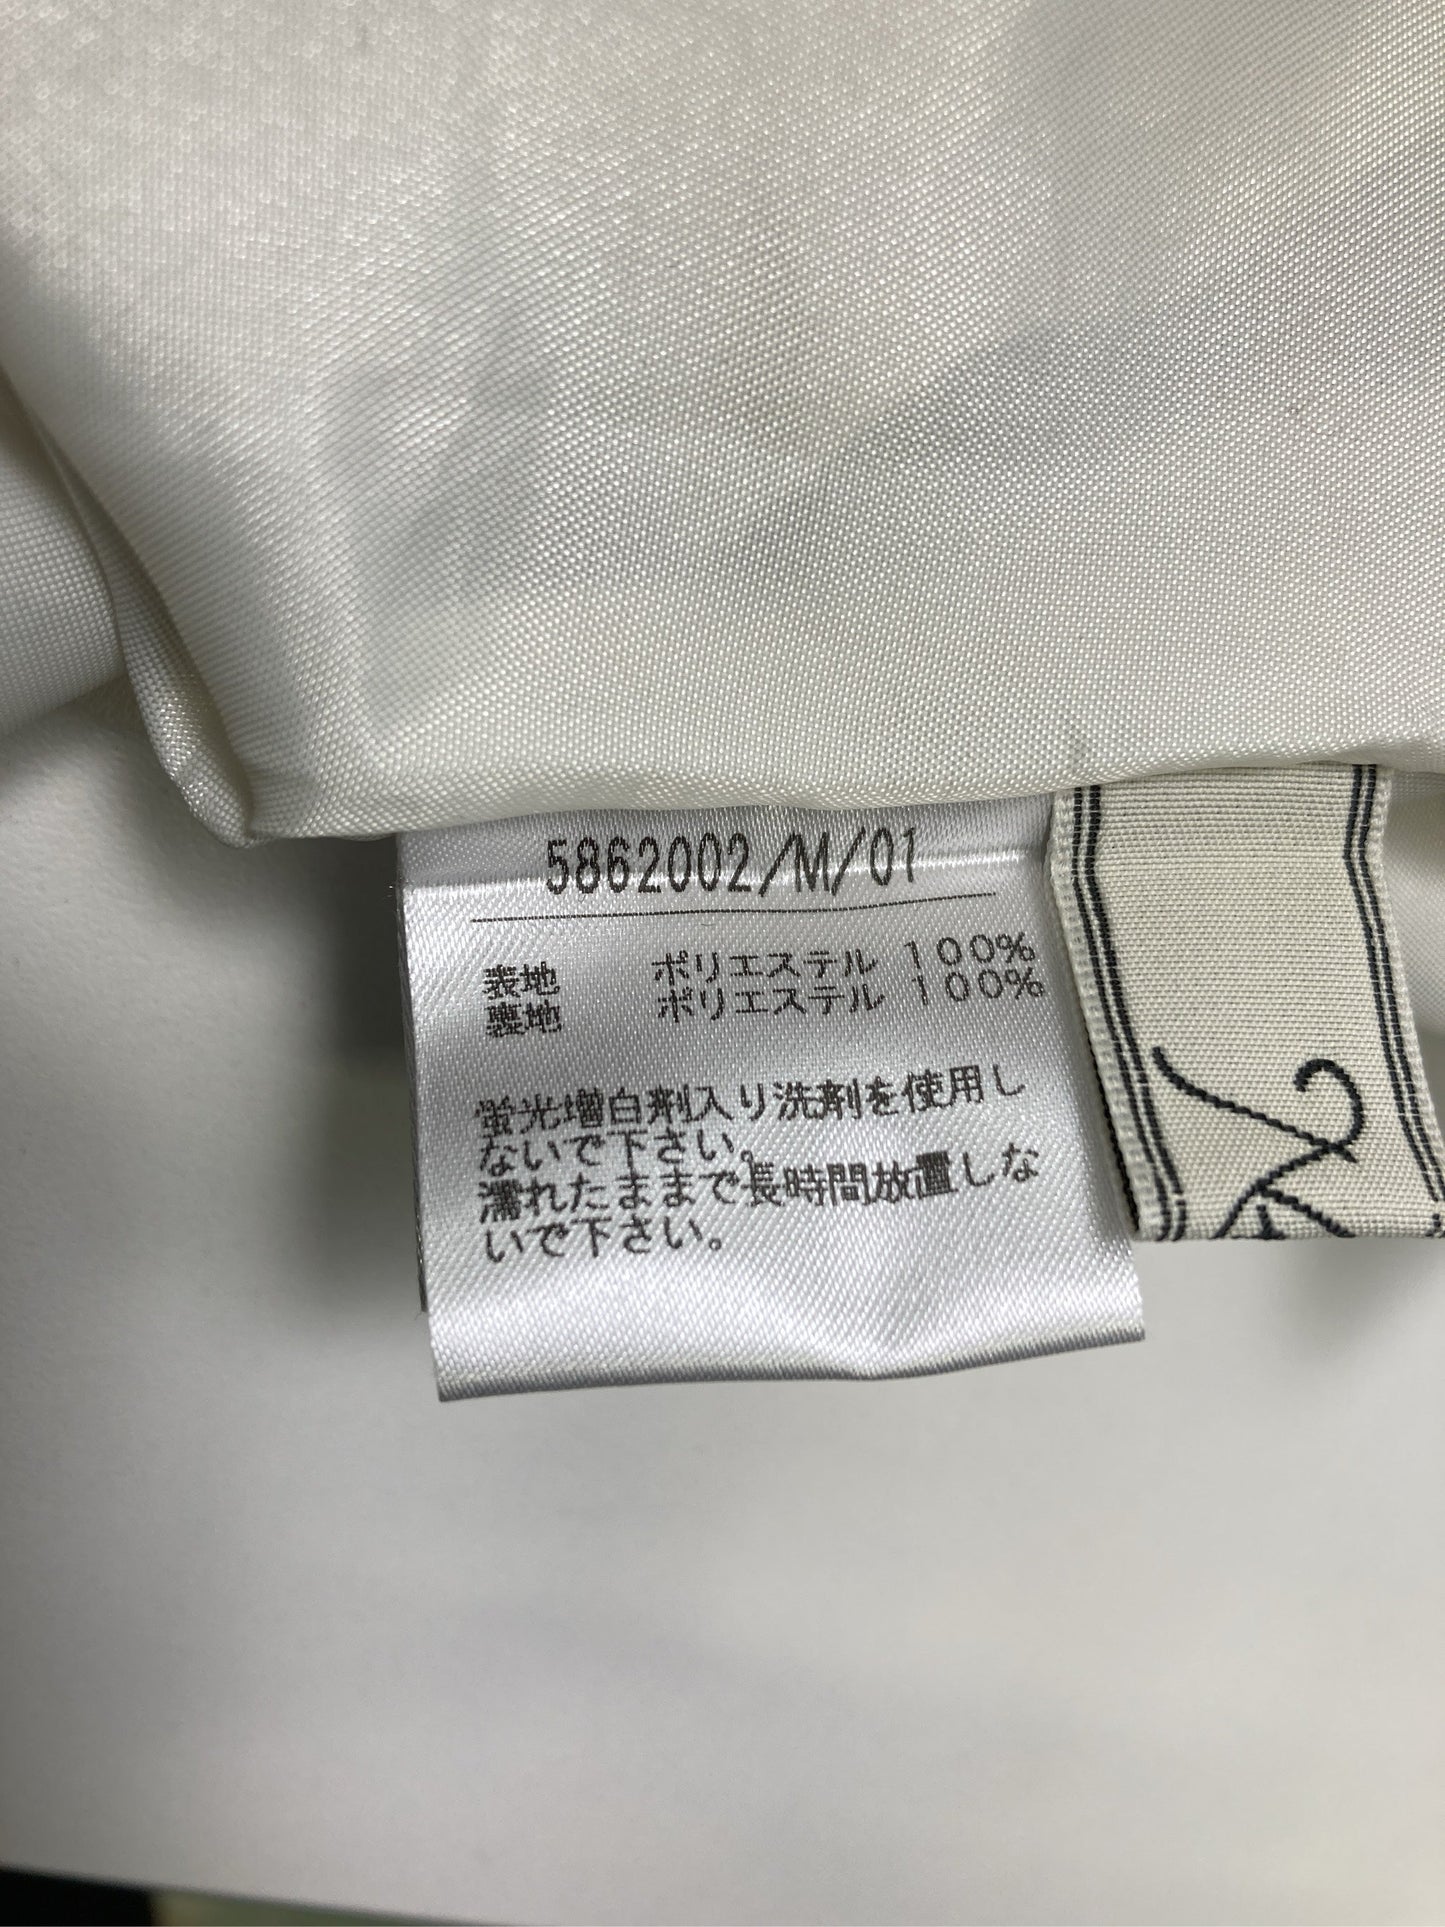 5862002/M/01
表地 ポリエステル 100%
裏地 ポリエステル 100%
蛍光増白剤入り洗剤を使用し
ないで下さい。
濡れたままで長時間放置しな
いで下さい。